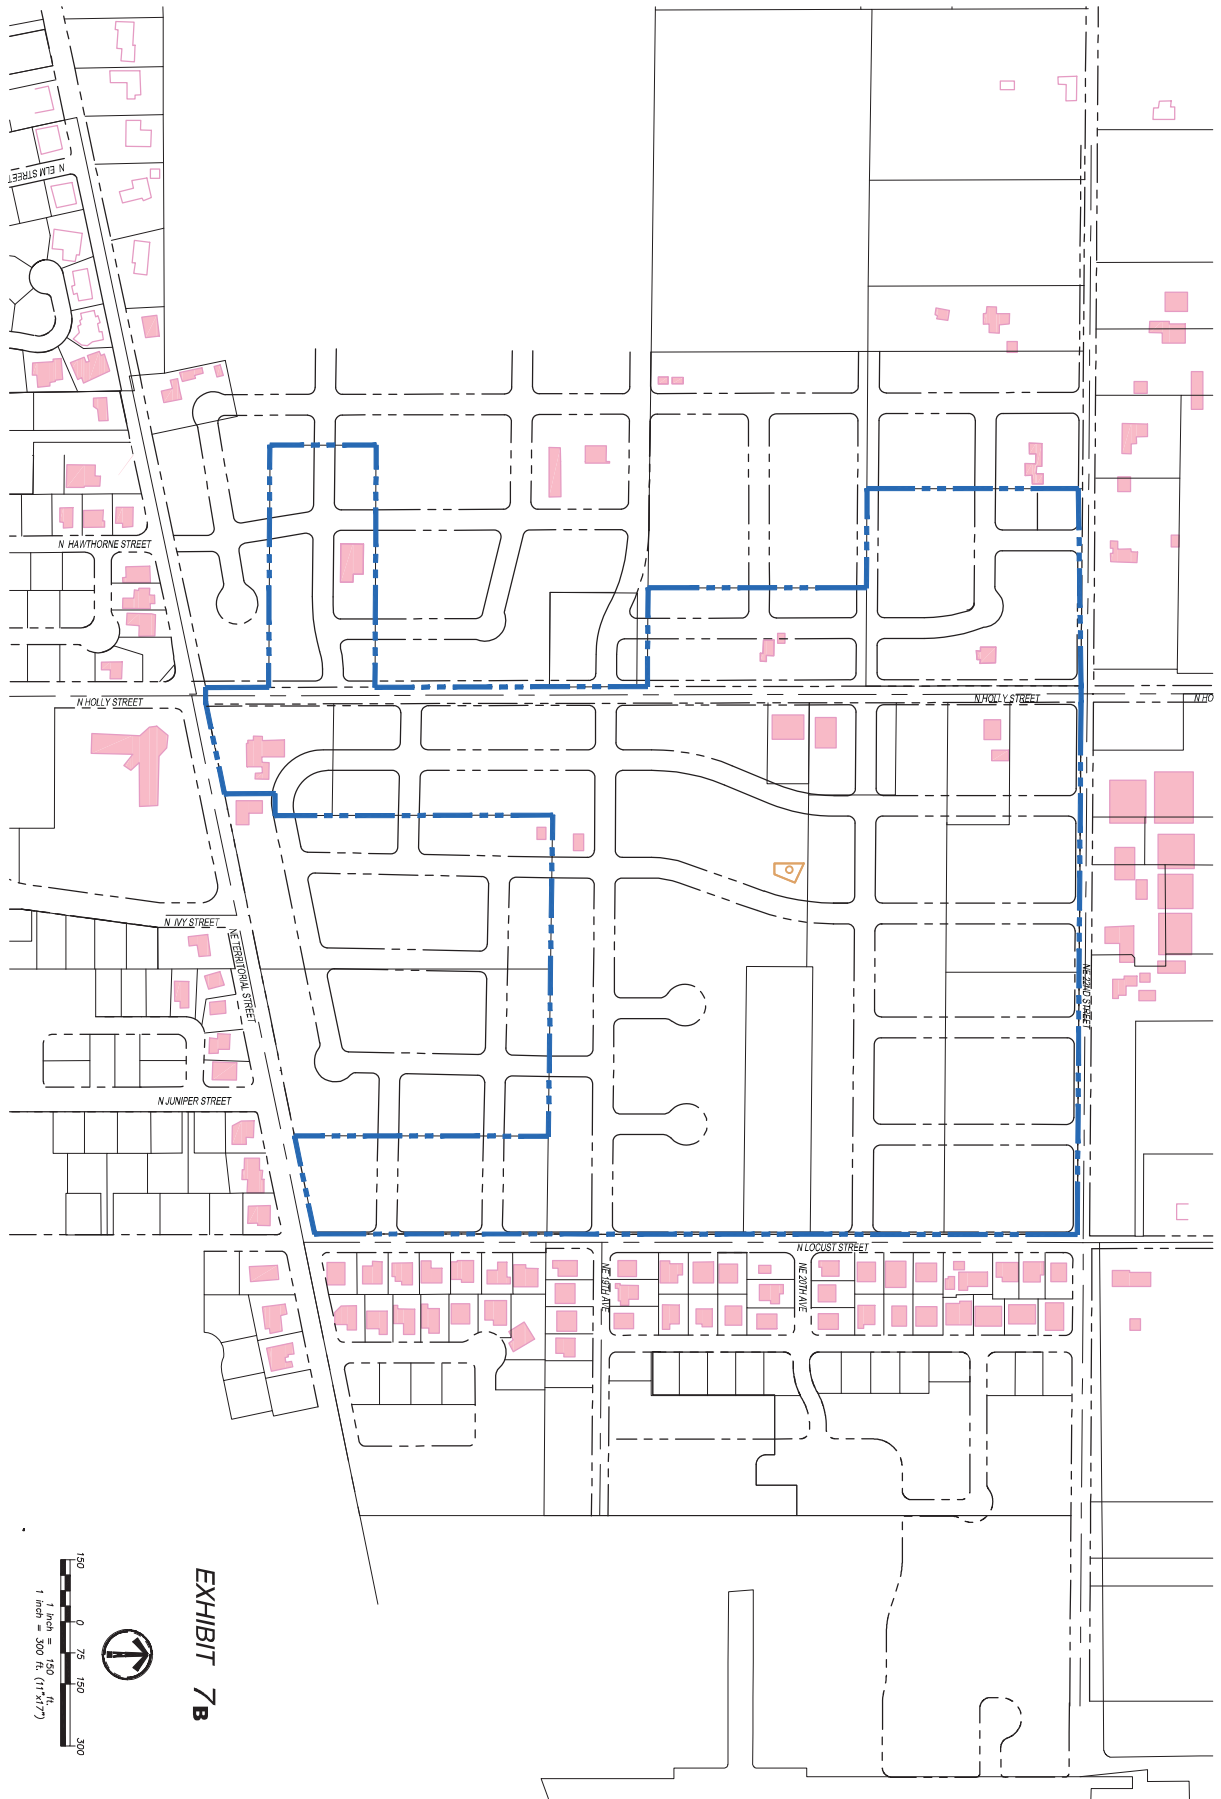 N ELM STREET
N HAWTHORNE STREET
N HOLLY STREET
N HOLLY STREET
N HO
N IVY STREET
NE TERRITORIAL STREET
NE 22ND STREET
N JUNIPER STREET
N LOCUST STREET
NE 19TH AVE
NE 20TH AVE
EXHIBIT 7B
150 0 75 150 300
1 inch = 150 ft.
1 inch = 300 ft. (11"x17")